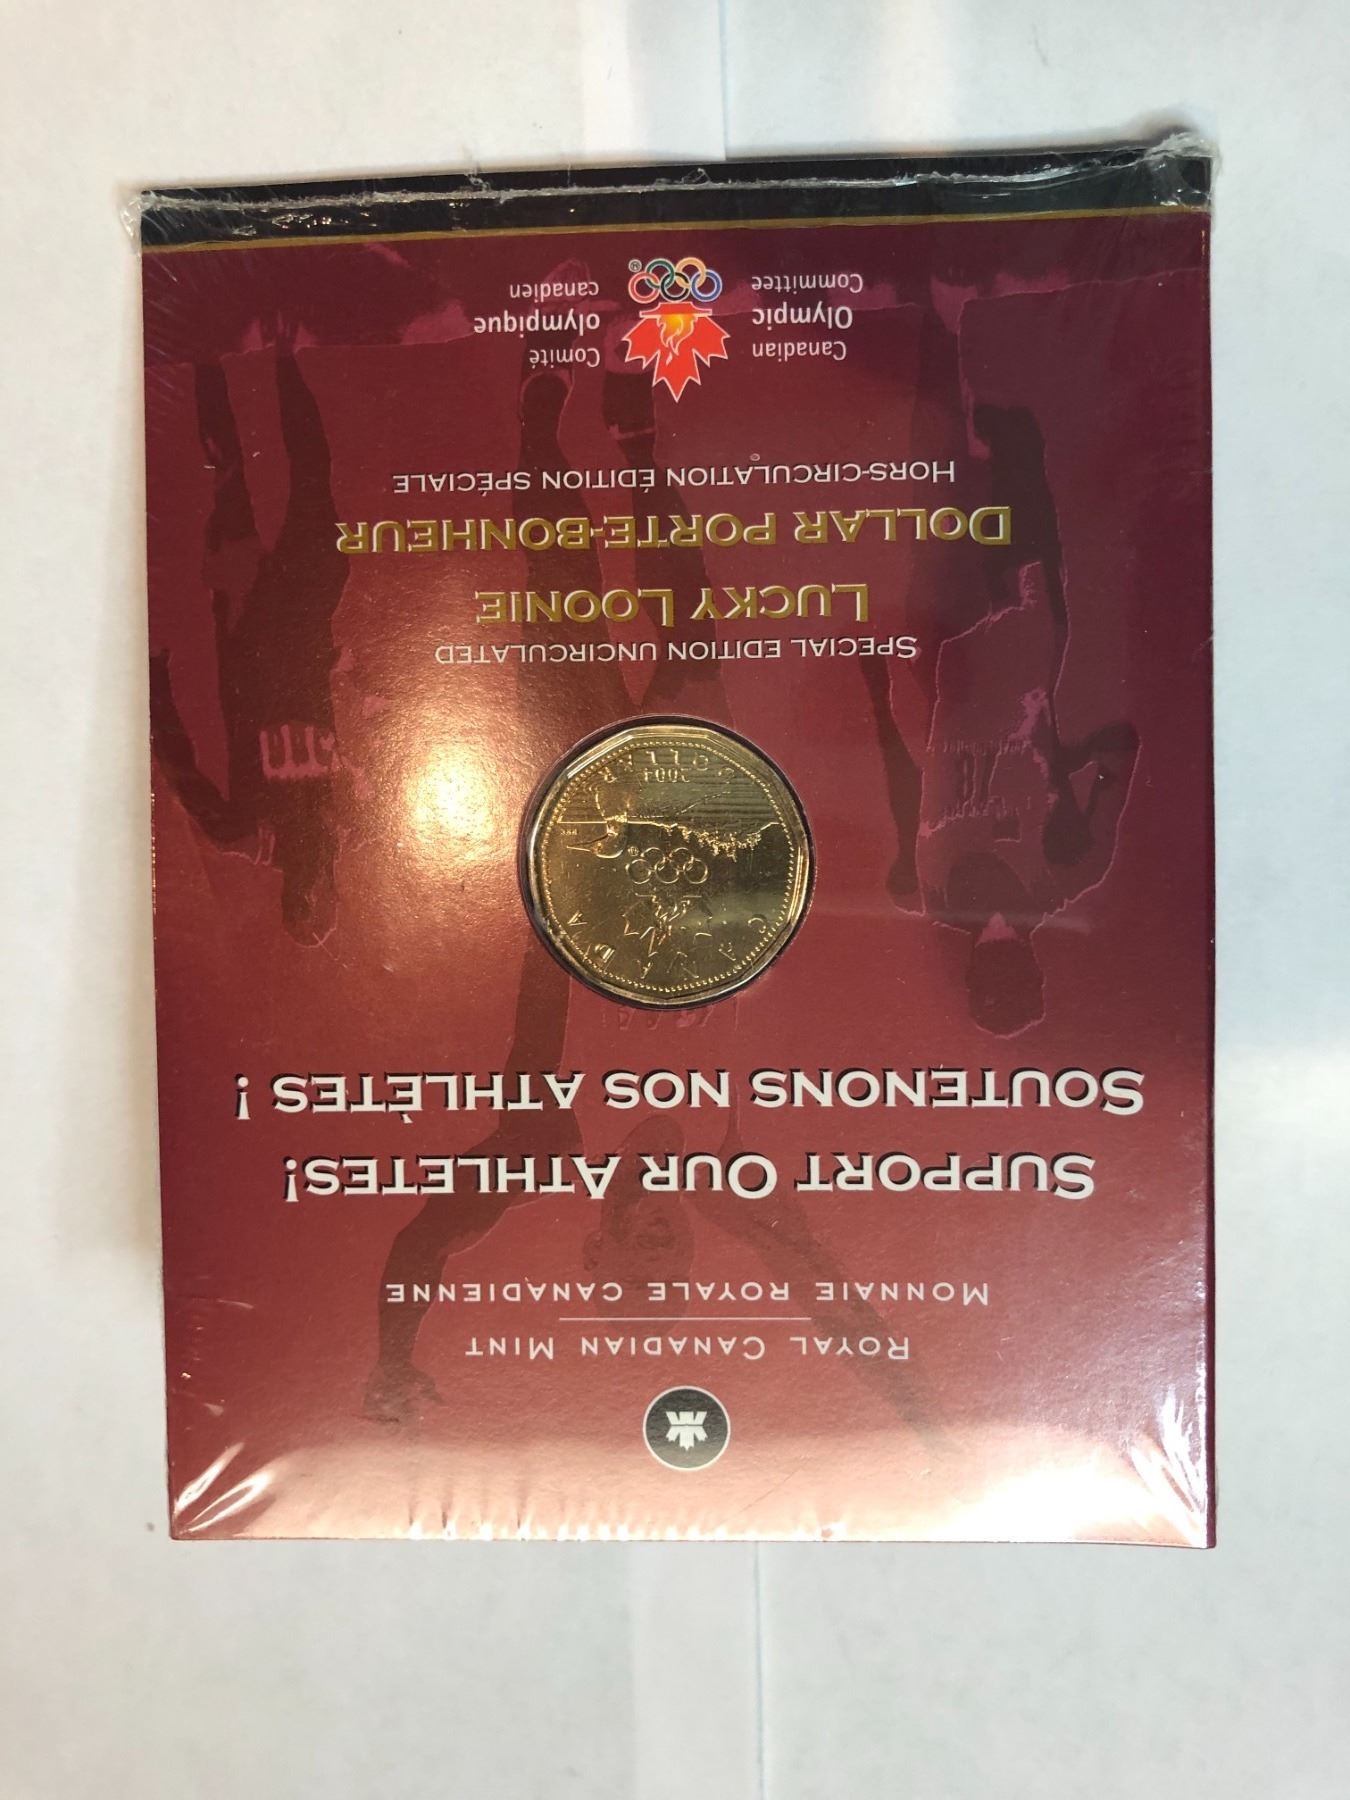 ROYAL CANADIAN MINT
MONNAIE ROYALE CANADIENNE
SUPPORT OUR ATHLETES!
SOUTENONS NOS ATHLÈTES !
CANADA
2004
DOLLAR
SPECIAL EDITION UNCIRCULATED
LUCKY LOONIE
DOLLAR PORTE-BONHEUR
HORS-CIRCULATION ÉDITION SPÉCIALE
Canadian
Olympic
Committee
Comité
olympique
canadien
®